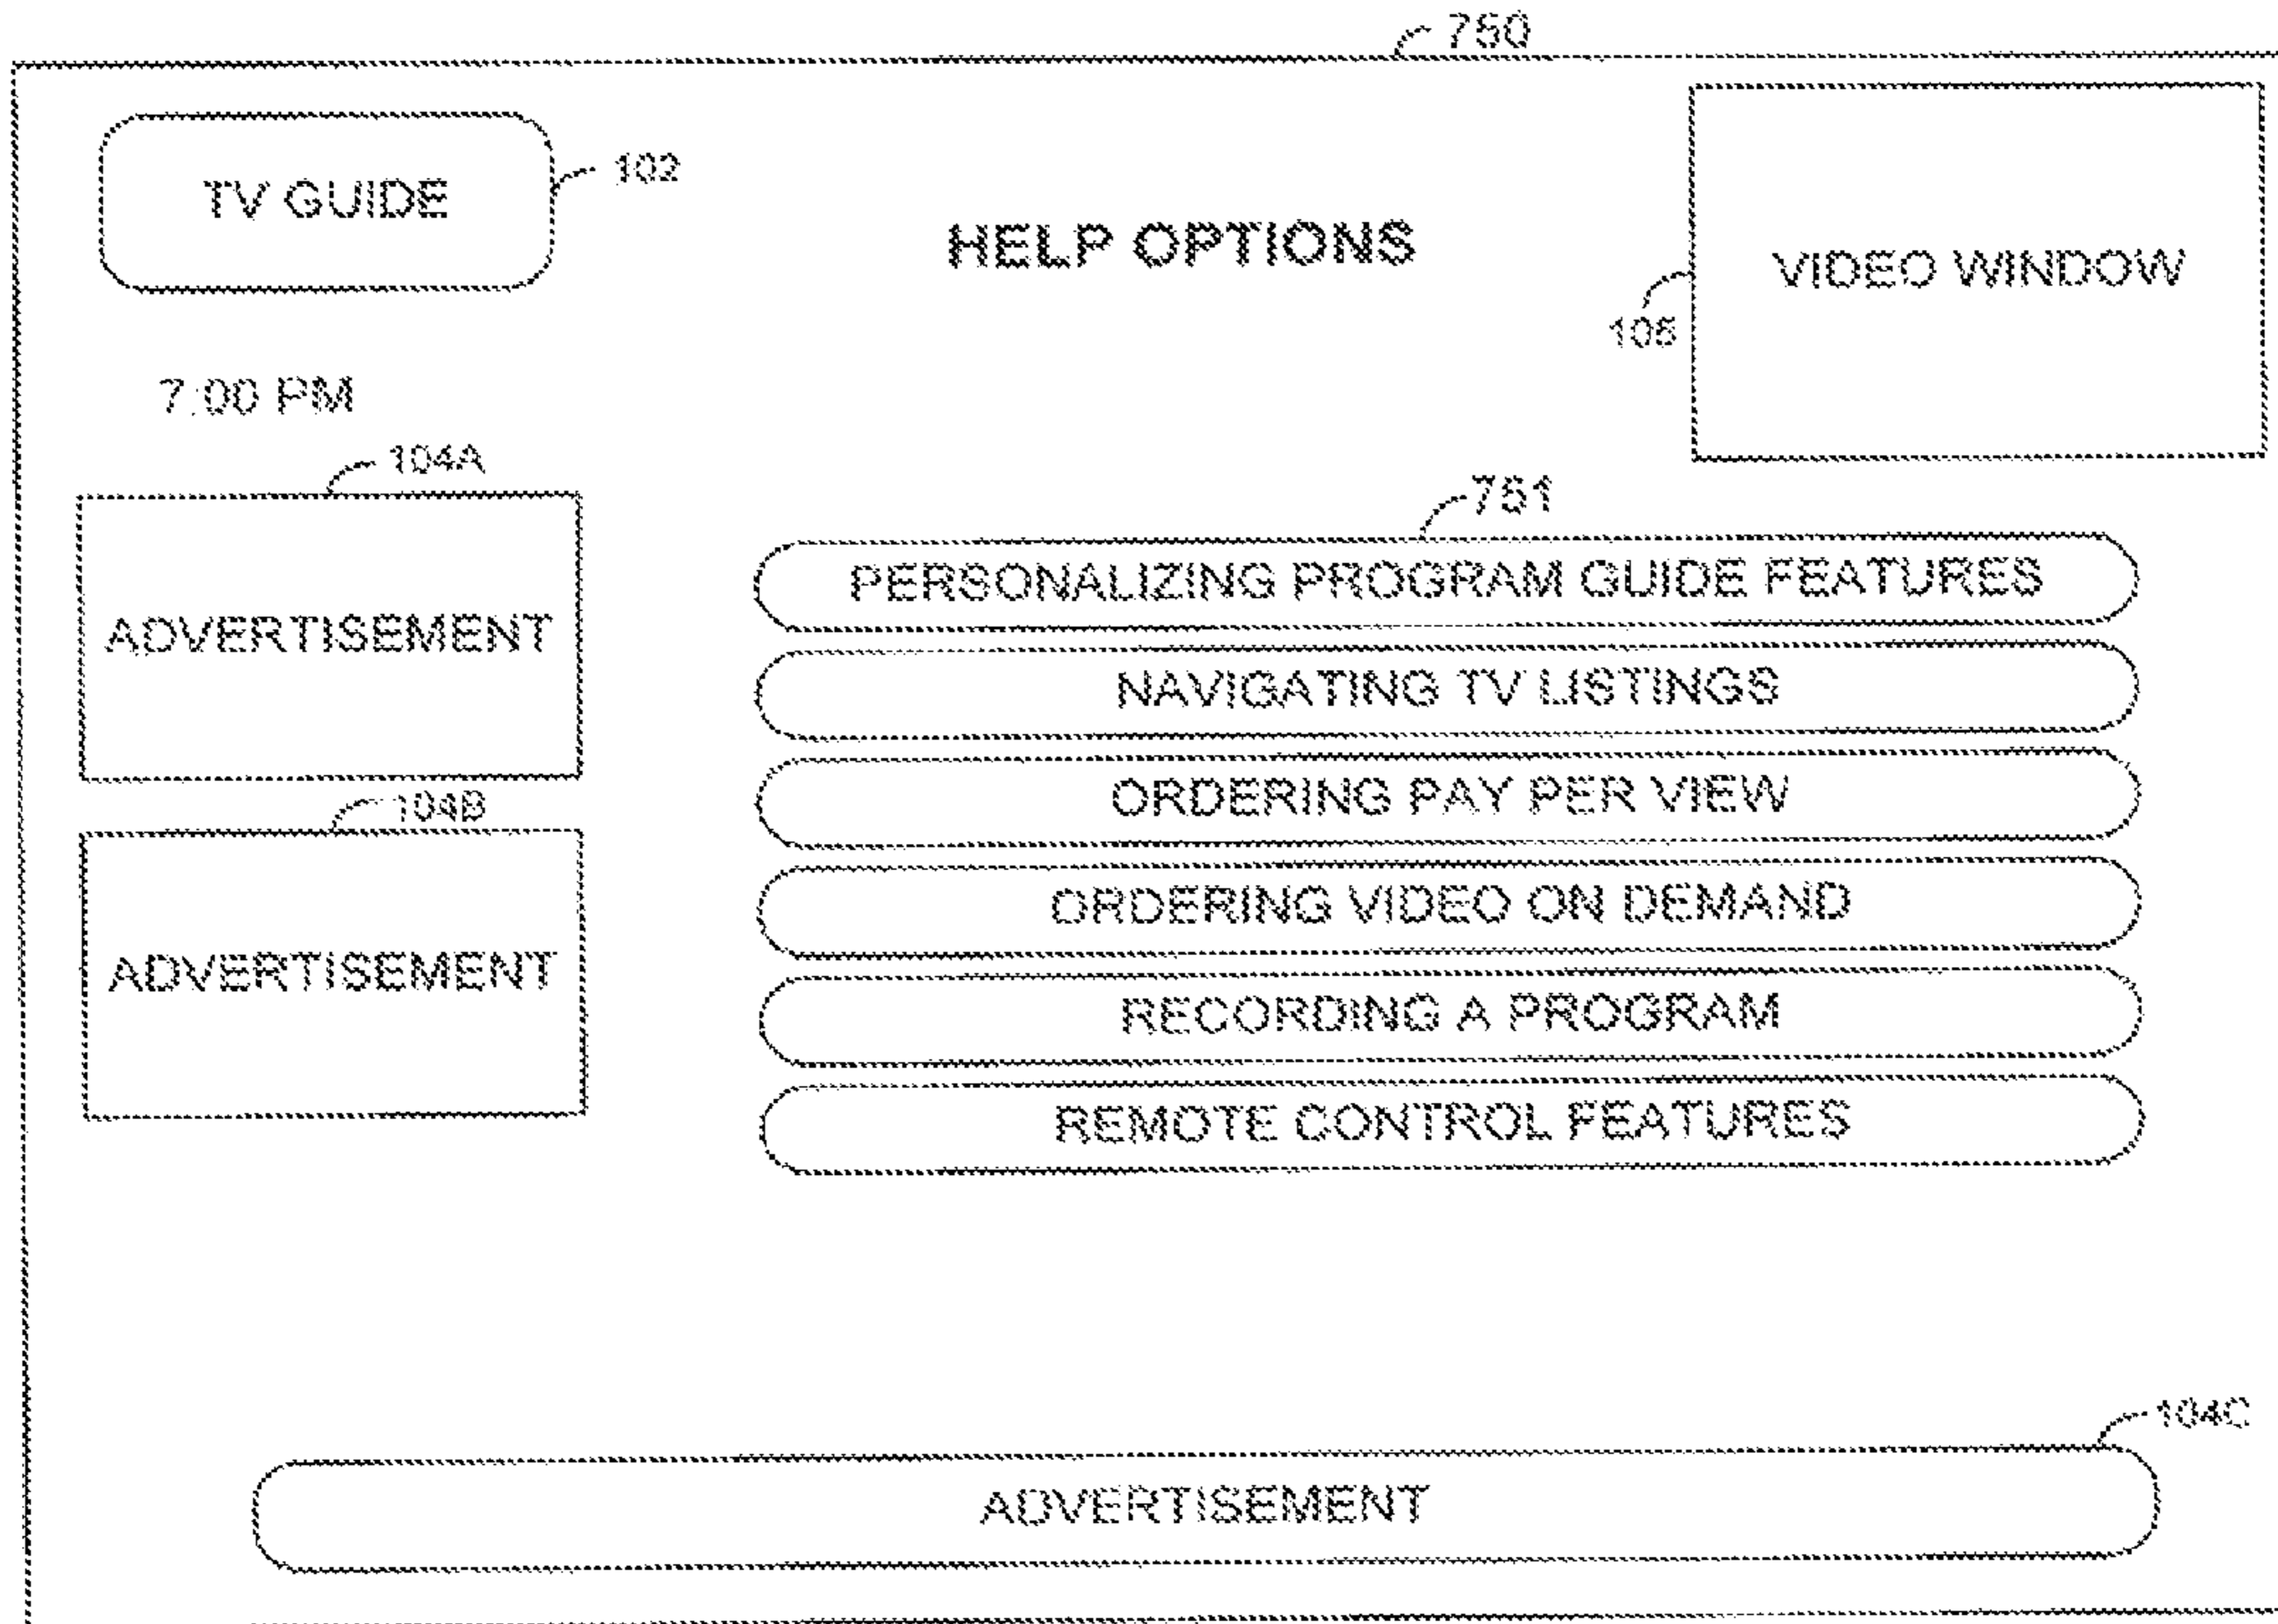 750
TV GUIDE
102
HELP OPTIONS
VIDEO WINDOW
105
7:00 PM
104A
ADVERTISEMENT
751
PERSONALIZING PROGRAM GUIDE FEATURES
NAVIGATING TV LISTINGS
ORDERING PAY PER VIEW
104B
ADVERTISEMENT
ORDERING VIDEO ON DEMAND
RECORDING A PROGRAM
REMOTE CONTROL FEATURES
104C
ADVERTISEMENT